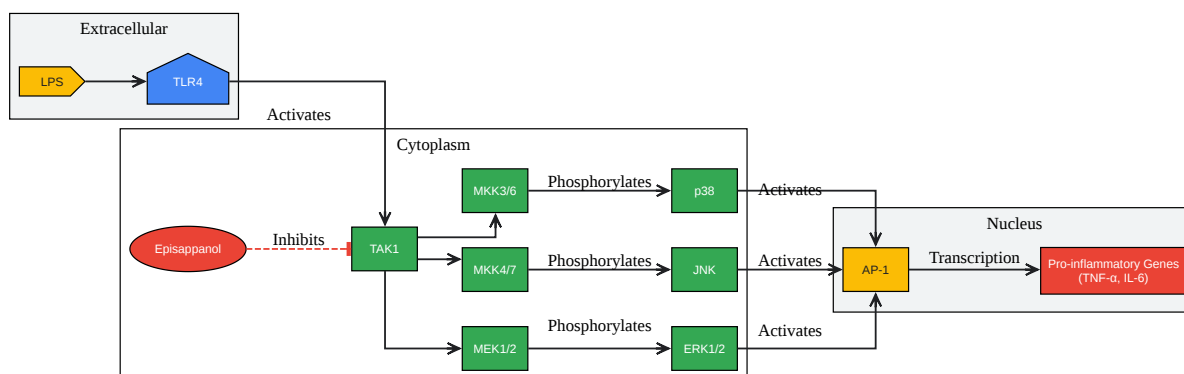 Extracellular
LPS
TLR4
Activates
Cytoplasm
MKK3/6
Phosphorylates
p38
Activates
Nucleus
Episappanol
Inhibits
TAK1
MKK4/7
Phosphorylates
JNK
Activates
AP-1
Transcription
Pro-inflammatory Genes
(TNF-α, IL-6)
MEK1/2
Phosphorylates
ERK1/2
Activates